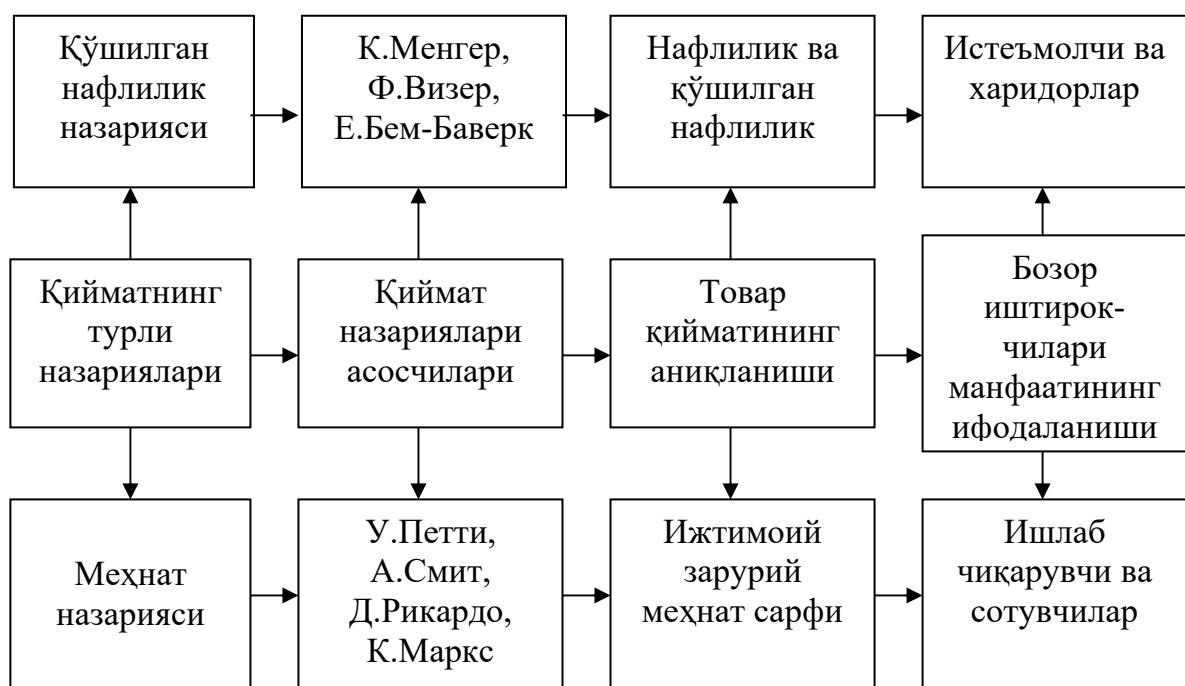 Қўшилган
нафлилик
назарияси
К.Менгер,
Ф.Визер,
Е.Бем-Баверк
Нафлилик ва
қўшилган
нафлилик
Истеъмолчи ва
харидорлар
Қийматнинг
турли
назариялари
Қиймат
назариялари
асосчилари
Товар
қийматининг
аниқланиши
Бозор
иштирок-
чилари
манфаатининг
ифодаланиши
Меҳнат
назарияси
У.Петти,
А.Смит,
Д.Рикардо,
К.Маркс
Ижтимоий
зарурий
меҳнат сарфи
Ишлаб
чиқарувчи ва
сотувчилар